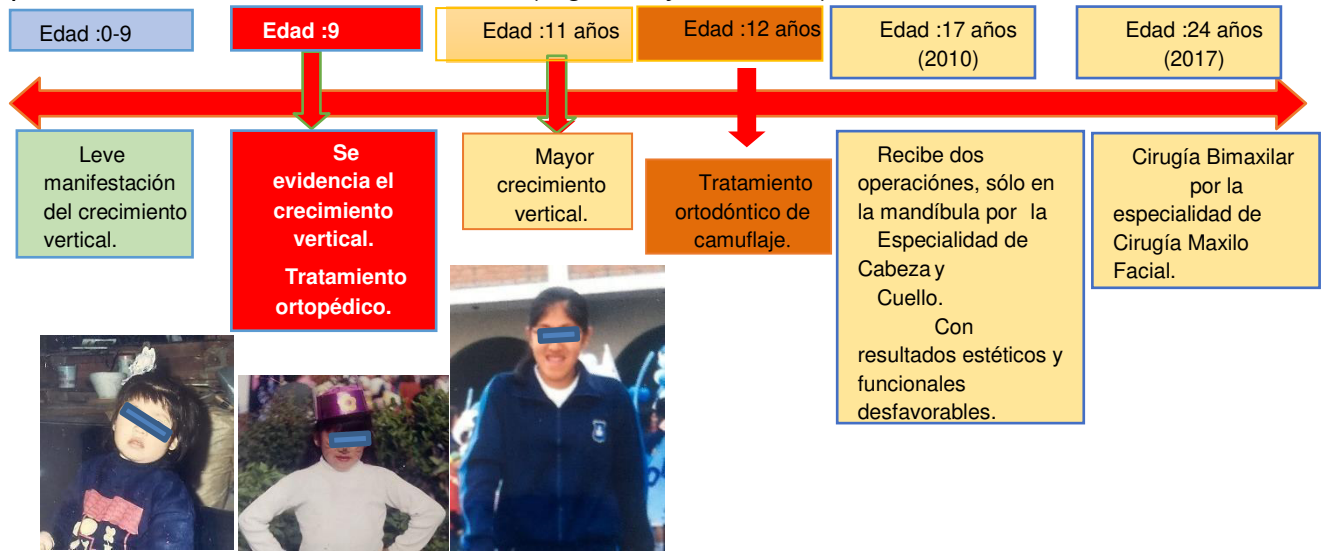 Edad :0-9
Edad :9
Edad :11 años
Edad :12 años
Edad :17 años
(2010)
Edad :24 años
(2017)
Leve
manifestación
del crecimiento
vertical.
Se
evidencia el
crecimiento
vertical.
Tratamiento
ortopédico.
Mayor
crecimiento
vertical.
Tratamiento
ortodóntico de
camuflaje.
Recibe dos
operaciónes, sólo en
la mandíbula por la
Especialidad de
Cabeza y
Cuello.
Con
resultados estéticos y
funcionales
desfavorables.
Cirugía Bimaxilar
por la
especialidad de
Cirugía Maxilo
Facial.